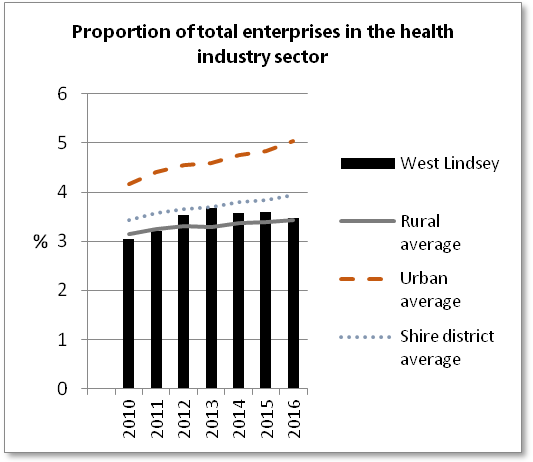 Proportion of total enterprises in the health
industry sector
6
5
4
3
2
1
0
%
2010
2011
2012
2013
2014
2015
2016
West Lindsey
Rural
average
Urban
average
Shire district
average